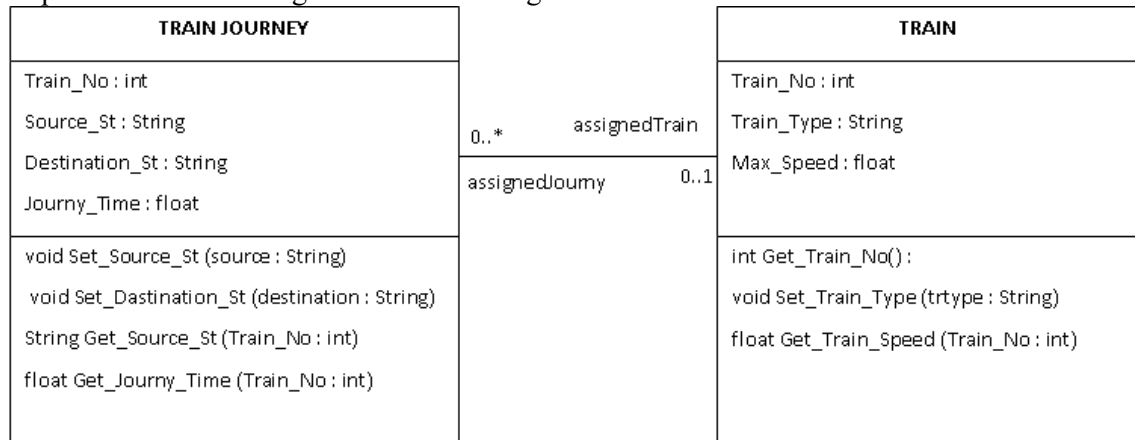 TRAIN JOURNEY
Train_No : int
Source_St : String
Destination_St : String
Journy_Time : float
void Set_Source_St (source : String)
void Set_Dastination_St (destination : String)
String Get_Source_St (Train_No : int)
float Get_Journy_Time (Train_No : int)
0..*
assignedTrain
assignedJourny
0..1
TRAIN
Train_No : int
Train_Type : String
Max_Speed : float
int Get_Train_No() :
void Set_Train_Type (trtype : String)
float Get_Train_Speed (Train_No : int)